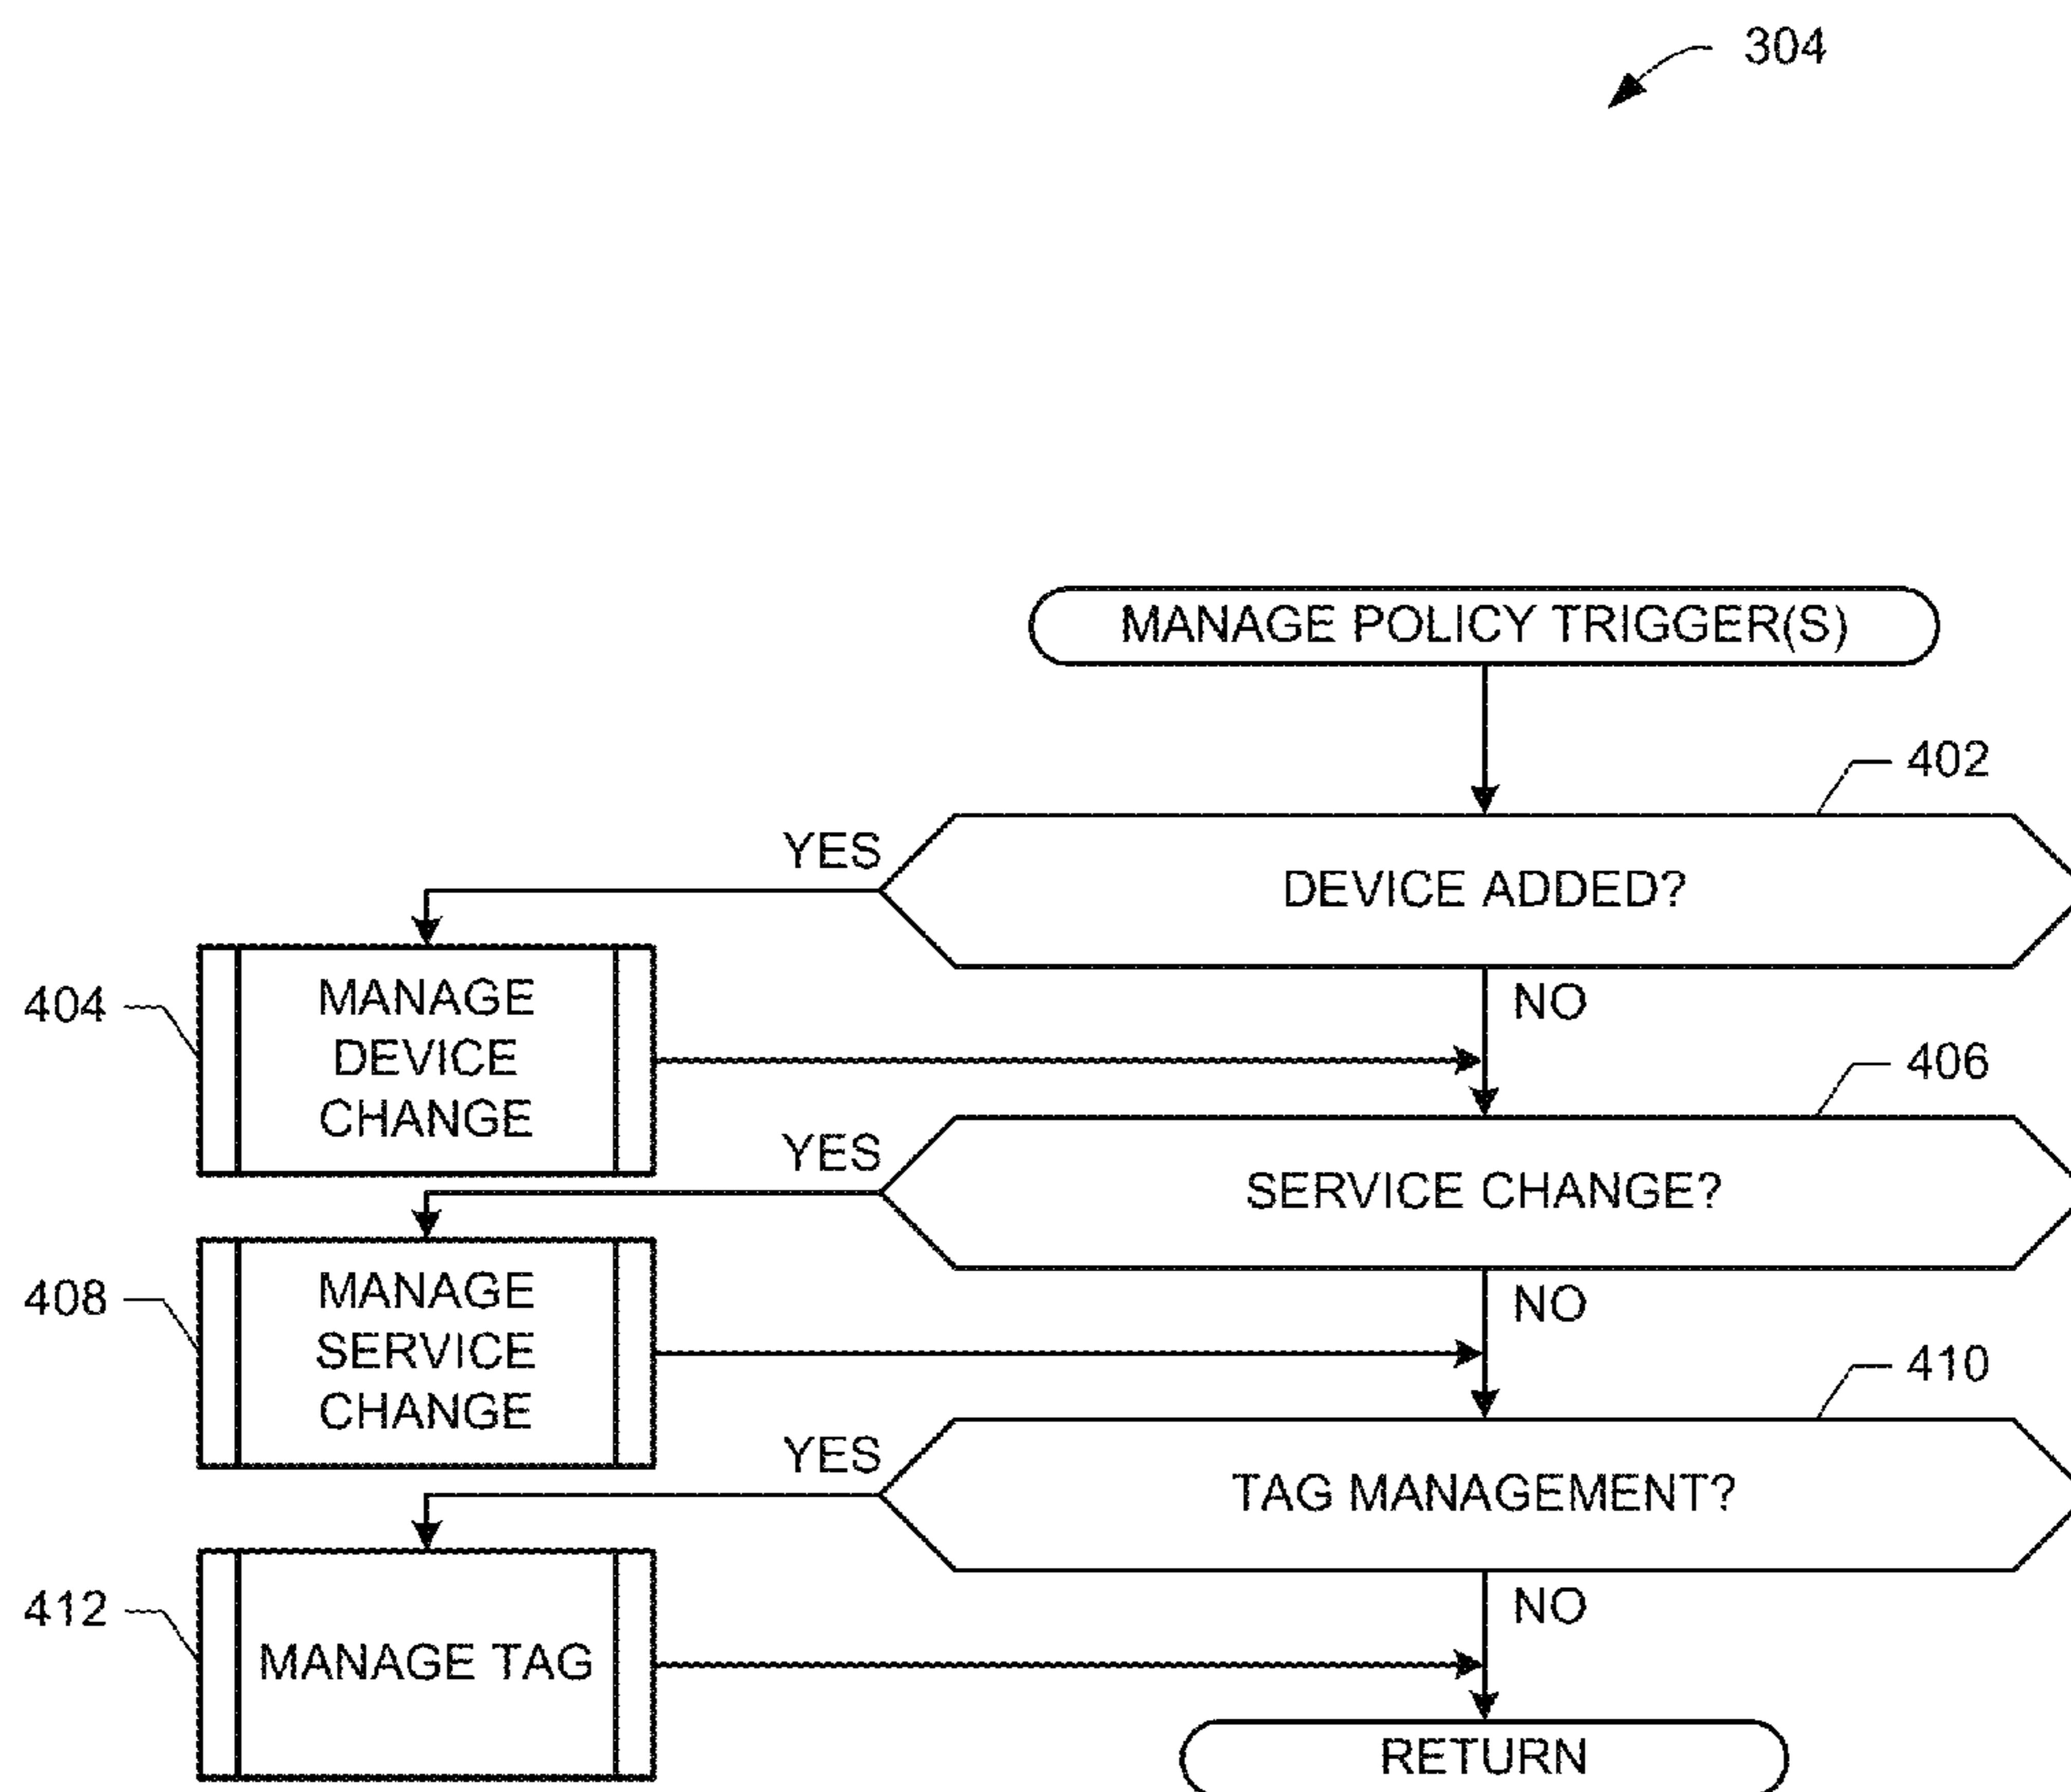 304
MANAGE POLICY TRIGGER(S)
402
YES
DEVICE ADDED?
404
MANAGE
DEVICE
CHANGE
NO
406
YES
SERVICE CHANGE?
408
MANAGE
SERVICE
CHANGE
NO
410
YES
TAG MANAGEMENT?
412
MANAGE TAG
NO
RETURN